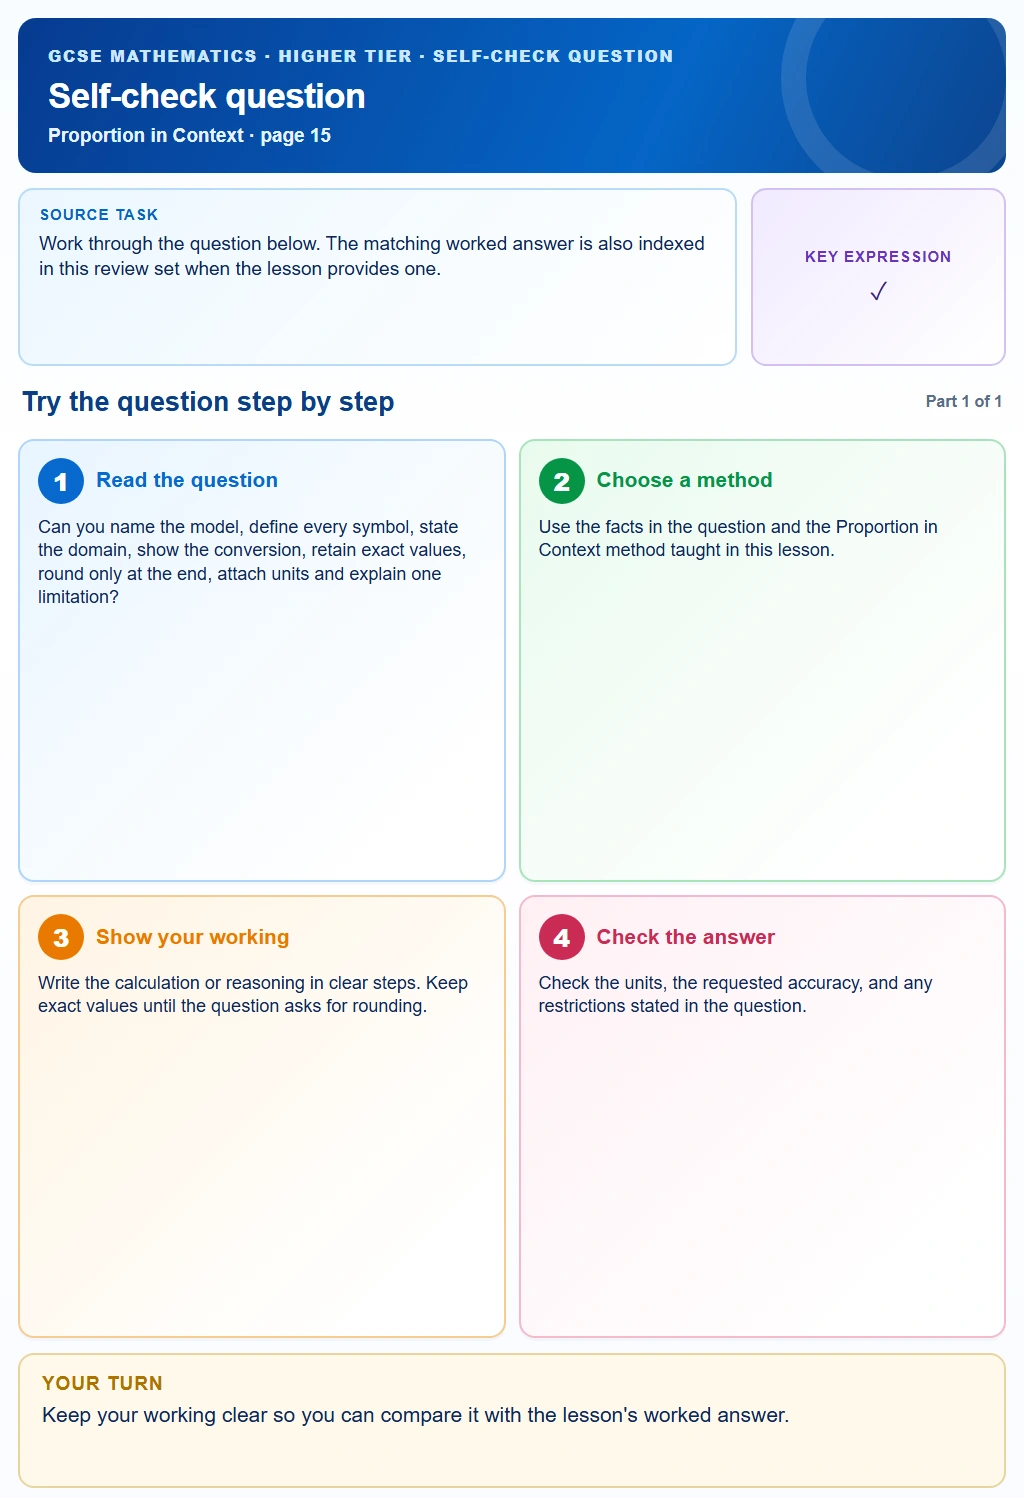 GCSE MATHEMATICS · HIGHER TIER · SELF-CHECK QUESTION
Self-check question
Proportion in Context · page 15
SOURCE TASK
Work through the question below. The matching worked answer is also indexed
in this review set when the lesson provides one.
KEY EXPRESSION
✓
Try the question step by step
Part 1 of 1
1 Read the question
Can you name the model, define every symbol, state
the domain, show the conversion, retain exact values,
round only at the end, attach units and explain one
limitation?
2 Choose a method
Use the facts in the question and the Proportion in
Context method taught in this lesson.
3 Show your working
Write the calculation or reasoning in clear steps. Keep
exact values until the question asks for rounding.
4 Check the answer
Check the units, the requested accuracy, and any
restrictions stated in the question.
YOUR TURN
Keep your working clear so you can compare it with the lesson's worked answer.